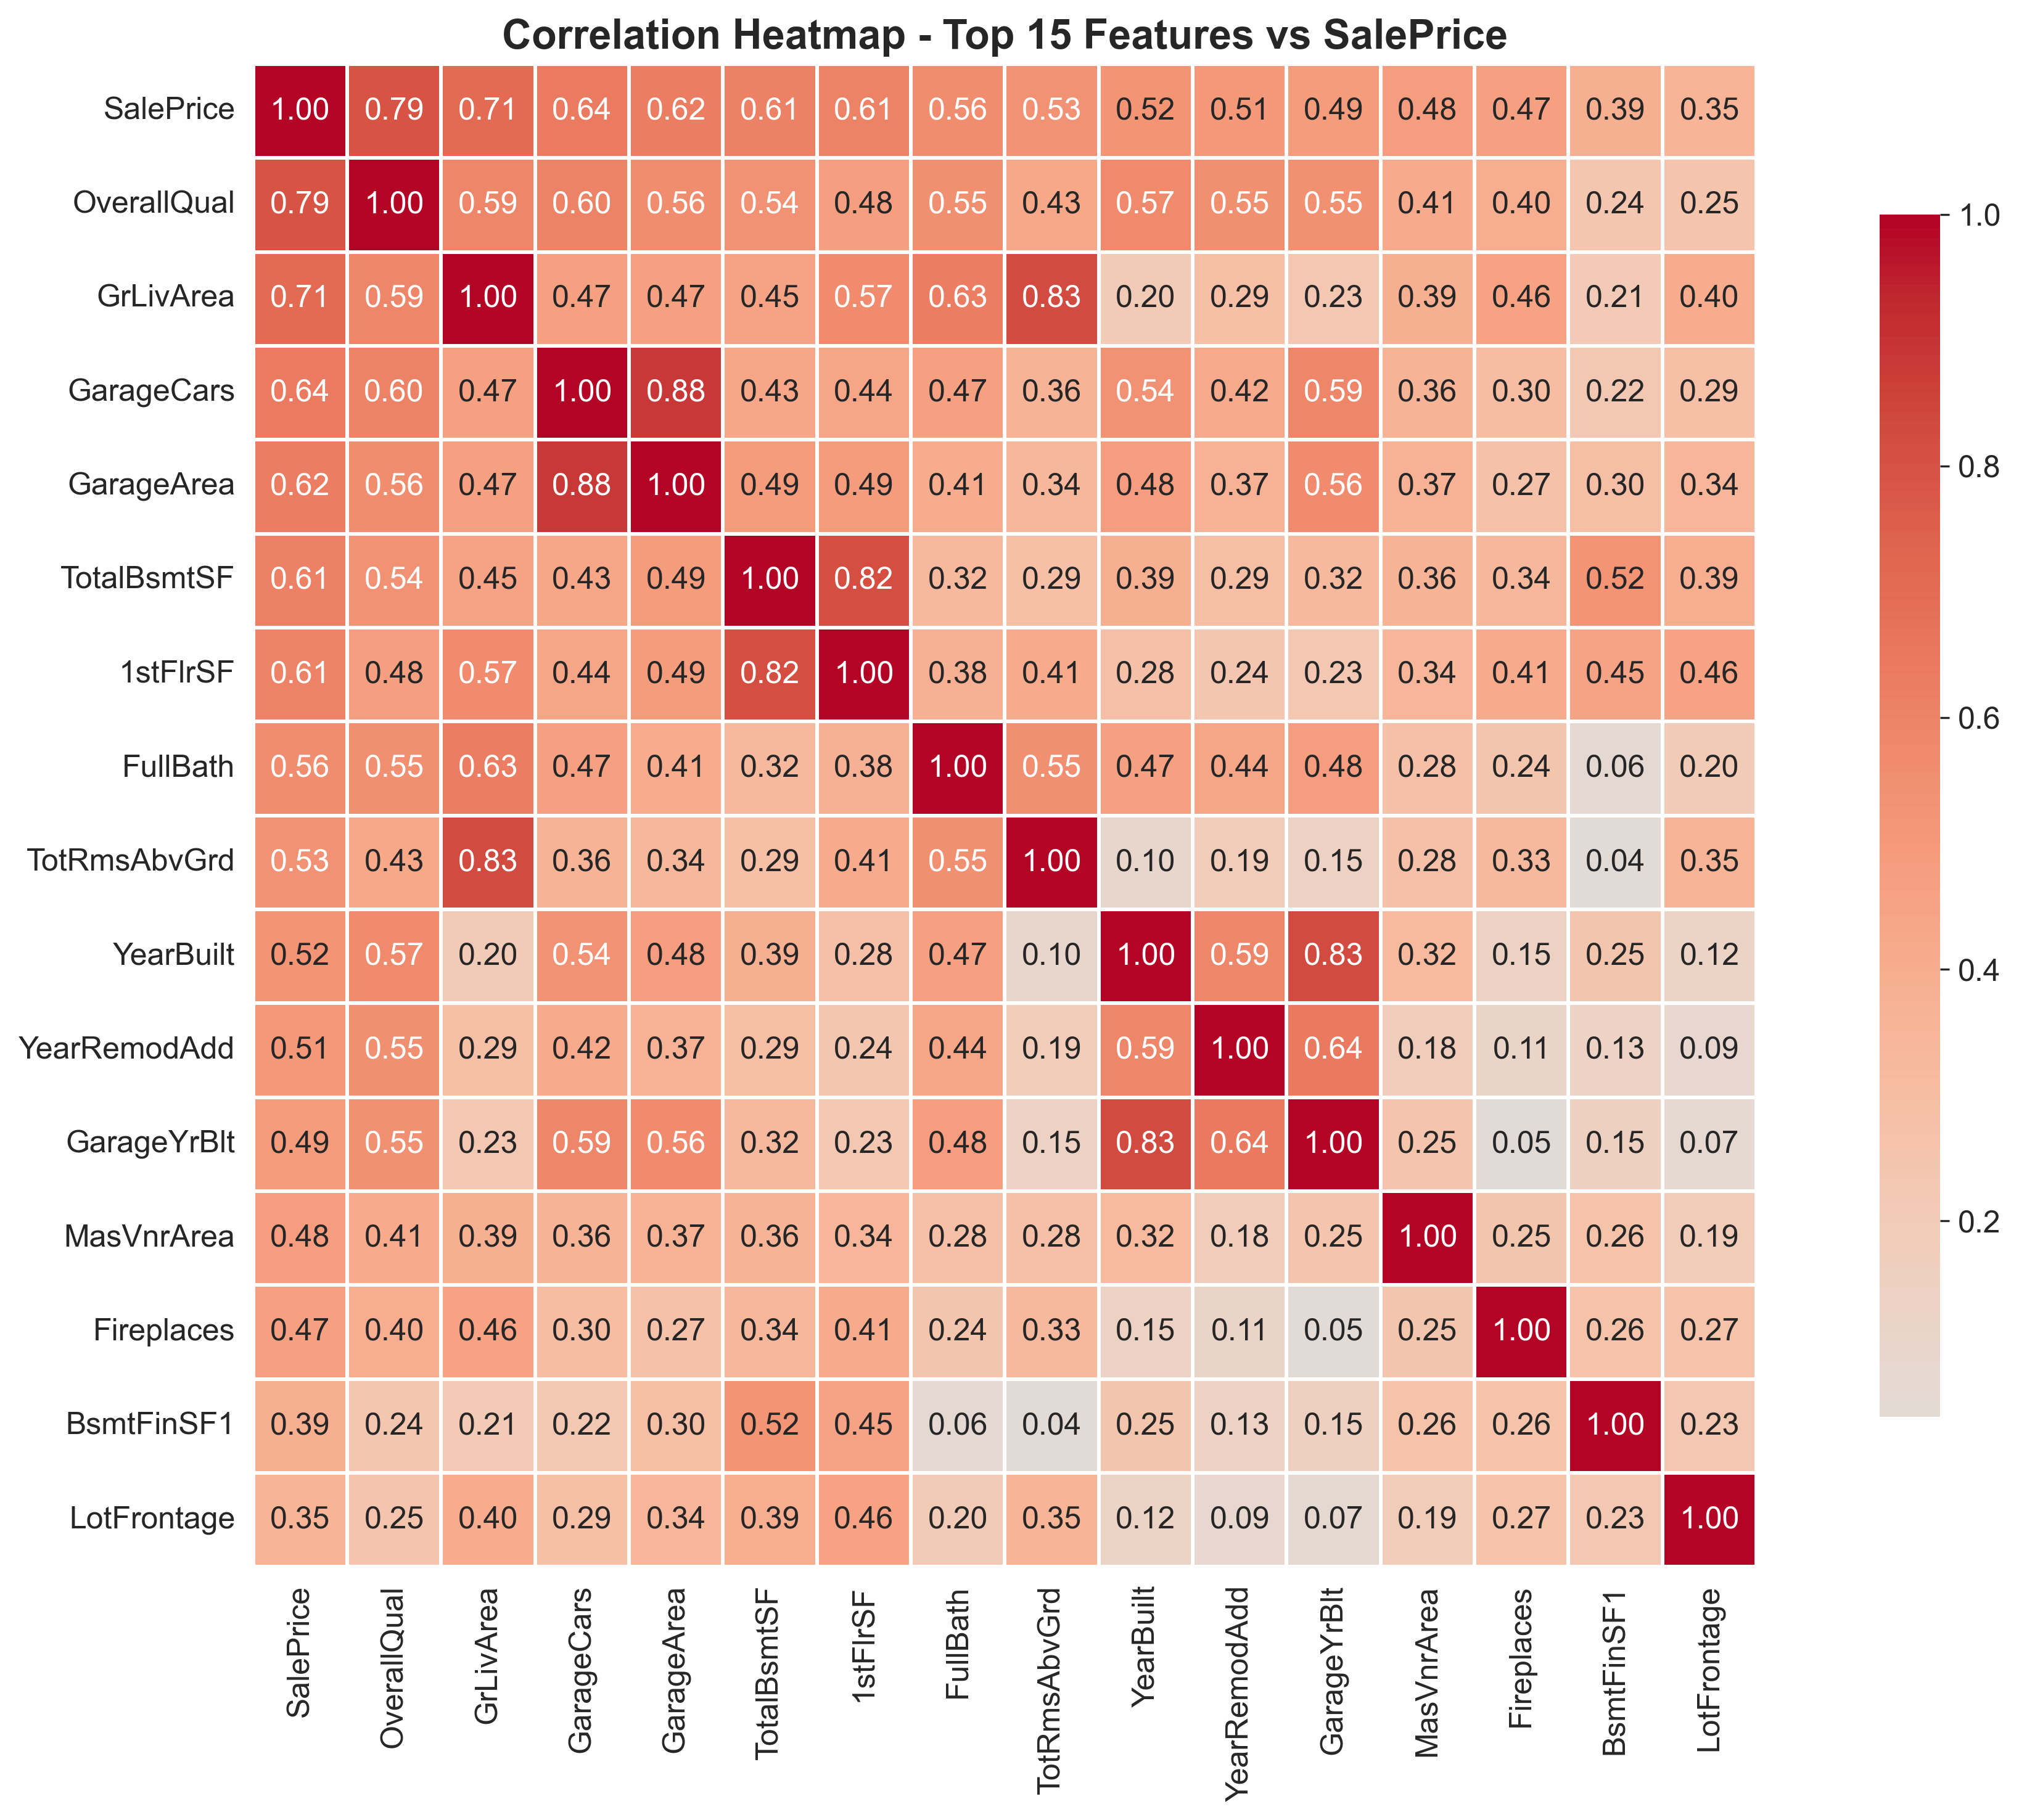 Correlation Heatmap - Top 15 Features vs SalePrice
SalePrice 1.00 0.79 0.71 0.64 0.62 0.61 0.61 0.56 0.53 0.52 0.51 0.49 0.48 0.47 0.39 0.35
OverallQual 0.79 1.00 0.59 0.60 0.56 0.54 0.48 0.55 0.43 0.57 0.55 0.55 0.41 0.40 0.24 0.25
GrLivArea 0.71 0.59 1.00 0.47 0.47 0.45 0.57 0.63 0.83 0.20 0.29 0.23 0.39 0.46 0.21 0.40
GarageCars 0.64 0.60 0.47 1.00 0.88 0.43 0.44 0.47 0.36 0.54 0.42 0.59 0.36 0.30 0.22 0.29
GarageArea 0.62 0.56 0.47 0.88 1.00 0.49 0.49 0.41 0.34 0.48 0.37 0.56 0.37 0.27 0.30 0.34
TotalBsmtSF 0.61 0.54 0.45 0.43 0.49 1.00 0.82 0.32 0.29 0.39 0.29 0.32 0.36 0.34 0.52 0.39
1stFlrSF 0.61 0.48 0.57 0.44 0.49 0.82 1.00 0.38 0.41 0.28 0.24 0.23 0.34 0.41 0.45 0.46
FullBath 0.56 0.55 0.63 0.47 0.41 0.32 0.38 1.00 0.55 0.47 0.44 0.48 0.28 0.24 0.06 0.20
TotRmsAbvGrd 0.53 0.43 0.83 0.36 0.34 0.29 0.41 0.55 1.00 0.10 0.19 0.15 0.28 0.33 0.04 0.35
YearBuilt 0.52 0.57 0.20 0.54 0.48 0.39 0.28 0.47 0.10 1.00 0.59 0.83 0.32 0.15 0.25 0.12
YearRemodAdd 0.51 0.55 0.29 0.42 0.37 0.29 0.24 0.44 0.19 0.59 1.00 0.64 0.18 0.11 0.13 0.09
GarageYrBlt 0.49 0.55 0.23 0.59 0.56 0.32 0.23 0.48 0.15 0.83 0.64 1.00 0.25 0.05 0.15 0.07
MasVnrArea 0.48 0.41 0.39 0.36 0.37 0.36 0.34 0.28 0.28 0.32 0.18 0.25 1.00 0.25 0.26 0.19
Fireplaces 0.47 0.40 0.46 0.30 0.27 0.34 0.41 0.24 0.33 0.15 0.11 0.05 0.25 1.00 0.26 0.27
BsmtFinSF1 0.39 0.24 0.21 0.22 0.30 0.52 0.45 0.06 0.04 0.25 0.13 0.15 0.26 0.26 1.00 0.23
LotFrontage 0.35 0.25 0.40 0.29 0.34 0.39 0.46 0.20 0.35 0.12 0.09 0.07 0.19 0.27 0.23 1.00
SalePrice OverallQual GrLivArea GarageCars GarageArea TotalBsmtSF 1stFlrSF FullBath TotRmsAbvGrd YearBuilt YearRemodAdd GarageYrBlt MasVnrArea Fireplaces BsmtFinSF1 LotFrontage
1.0
0.8
0.6
0.4
0.2